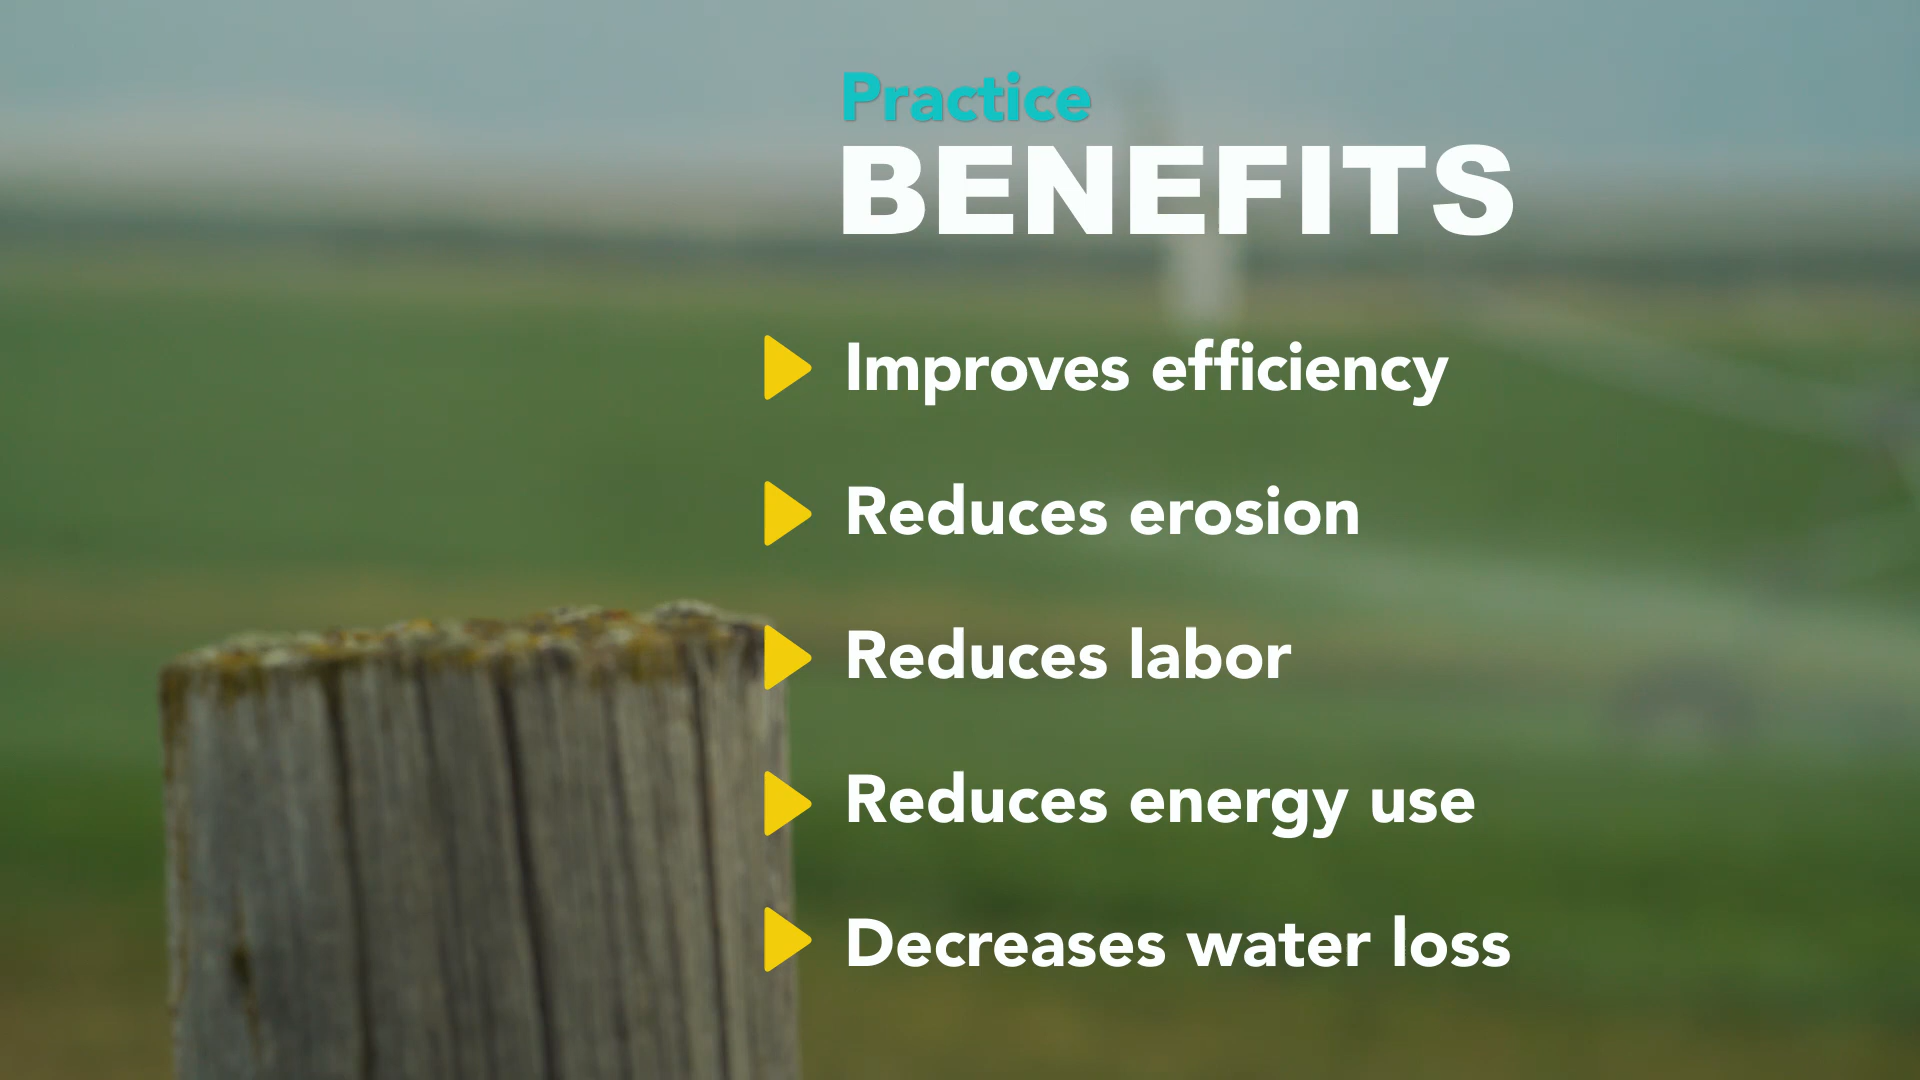 Practice
BENEFITS
Improves efficiency
Reduces erosion
Reduces labor
Reduces energy use
Decreases water loss